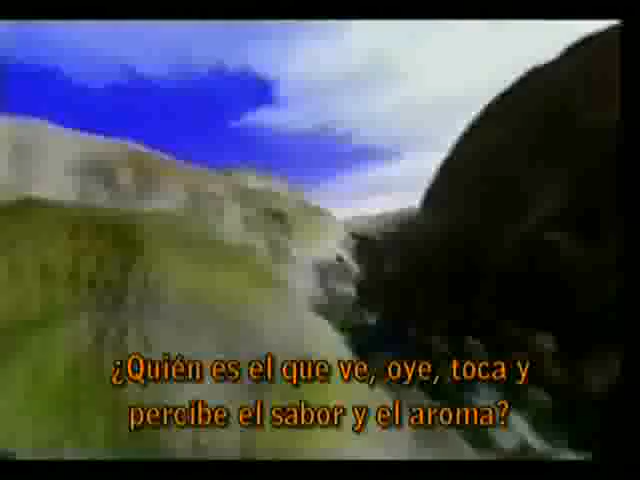 ¿Quién es el que ve, oye, toca y
percibe el sabor y el aroma?